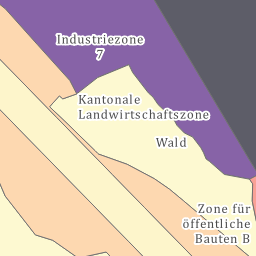 Industriezone
7
Kantonale
Landwirtschaftszone
Wald
Zone für
öffentliche
Bauten B